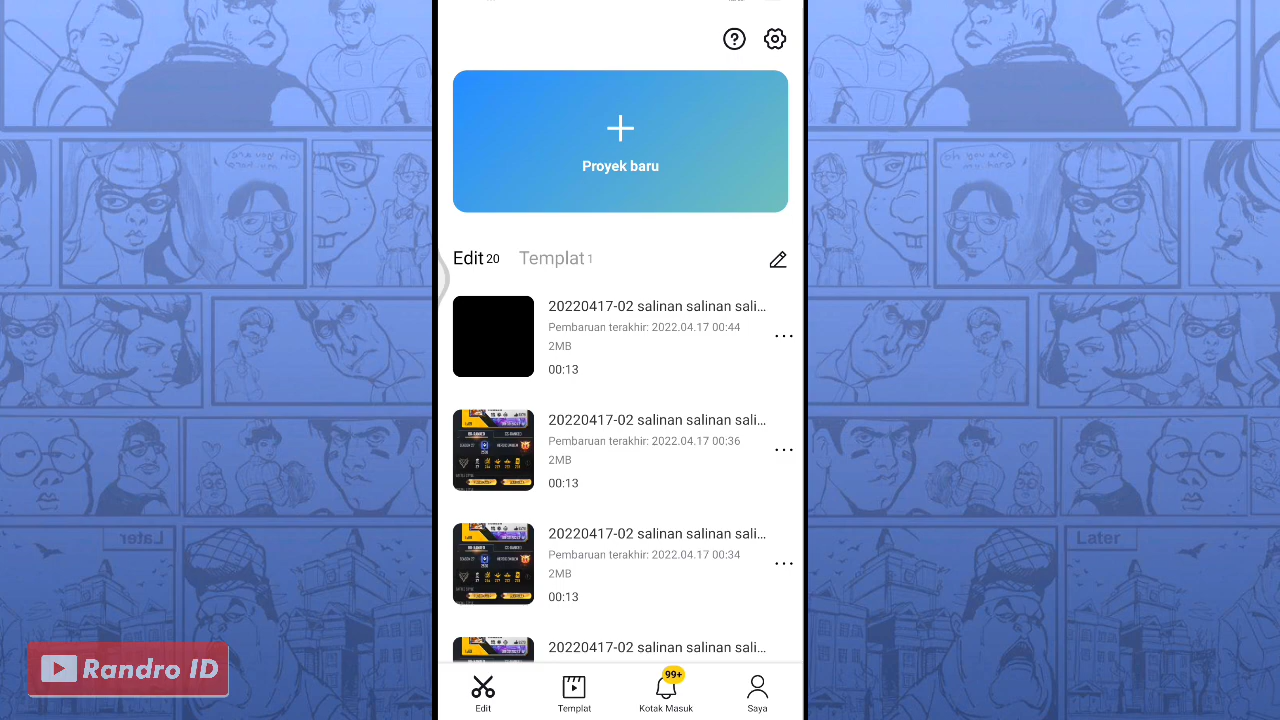 Proyek baru
Edit 20 Templat 1
20220417-02 salinan salinan sali...
Pembaruan terakhir: 2022.04.17 00:44
2MB
00:13
20220417-02 salinan salinan sali...
Pembaruan terakhir: 2022.04.17 00:36
2MB
00:13
20220417-02 salinan salinan sali...
Pembaruan terakhir: 2022.04.17 00:34
2MB
00:13
20220417-02 salinan salinan sali...
99+
Edit Templat Kotak Masuk Saya
Later
Later
Randro ID